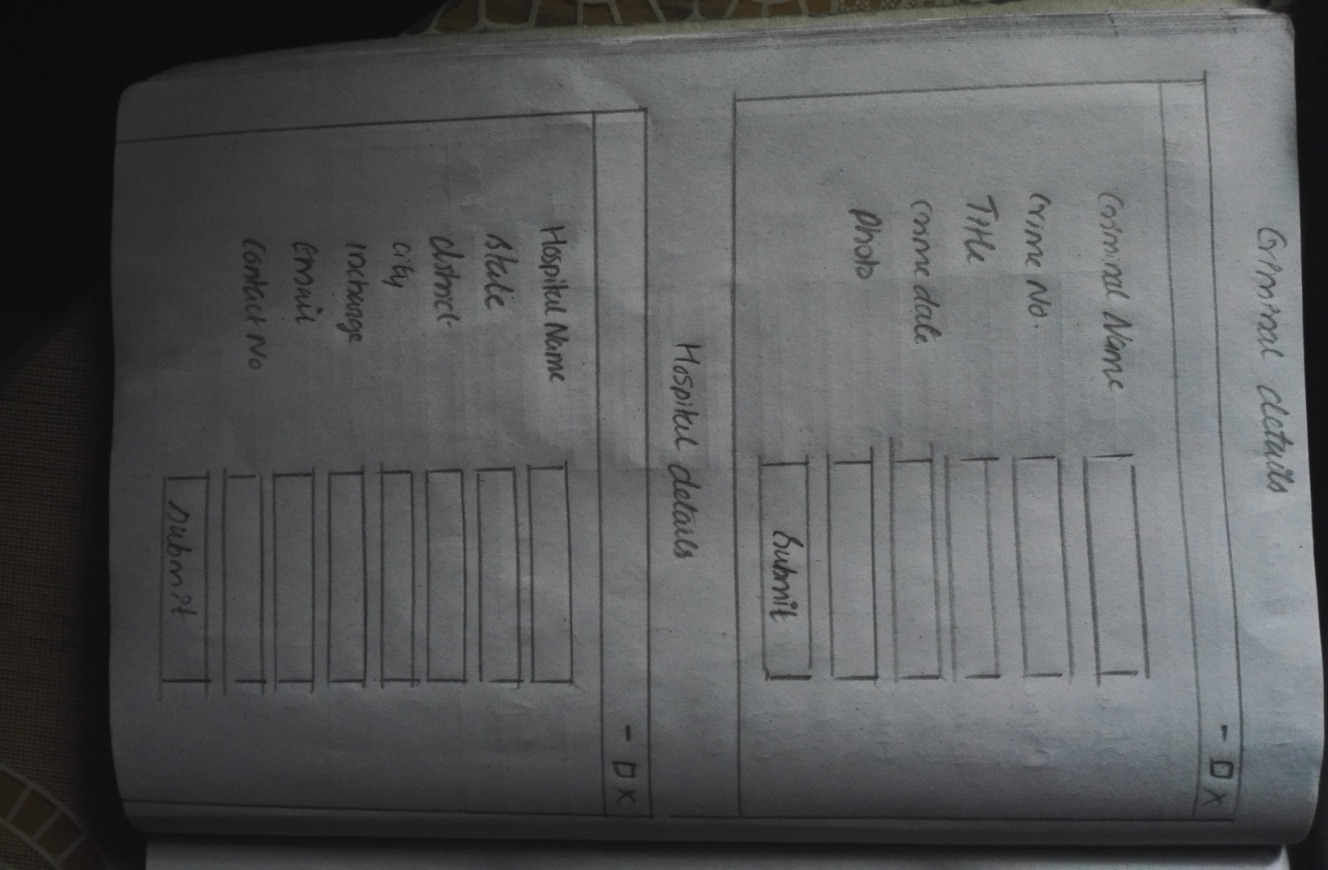 Criminal details
- □ x
Criminal Name
Crime No.
Title
crime date
photo
Submit
Hospital details
- □ x
Hospital Name
State
district
city
Incharge
Email
Contact No
Submit